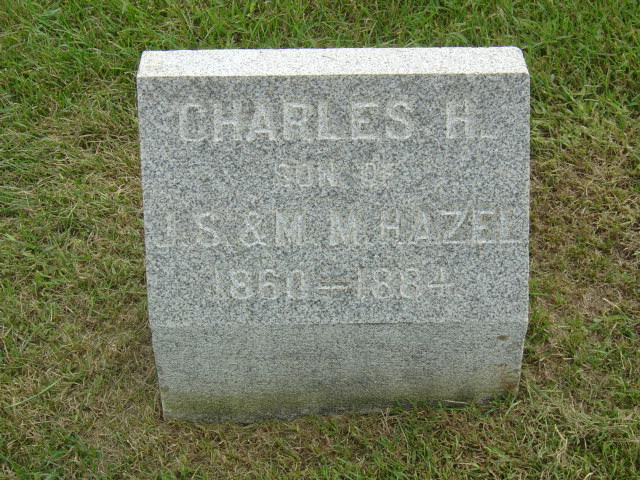 CHARLES H.
SON OF
J. S. & M. M. HAZEL
1860–1884.